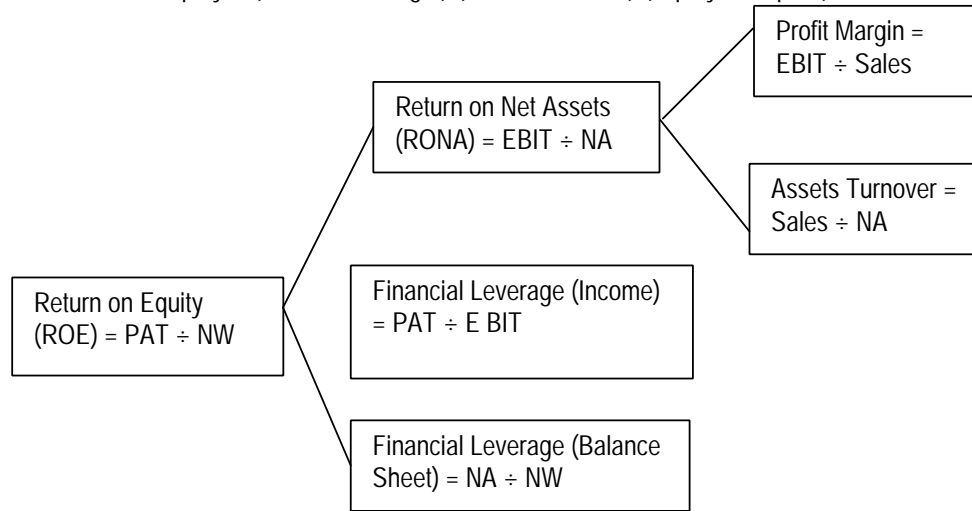 Profit Margin =
EBIT ÷ Sales
Return on Net Assets
(RONA) = EBIT ÷ NA
Assets Turnover =
Sales ÷ NA
Return on Equity
(ROE) = PAT ÷ NW
Financial Leverage (Income)
= PAT ÷ E BIT
Financial Leverage (Balance
Sheet) = NA ÷ NW